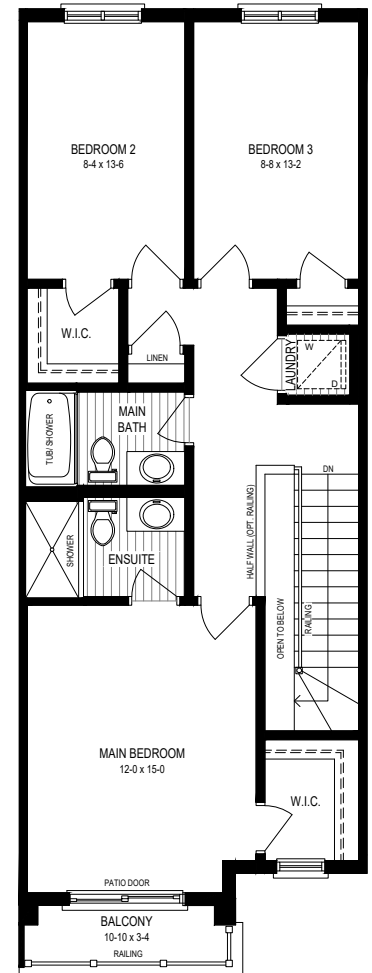 BEDROOM 2
8-4 x 13-6
BEDROOM 3
8-8 x 13-2
W.I.C.
LINEN
LAUNDRY
W
D
TUB/SHOWER
MAIN
BATH
DN
HALF WALL (OPT. RAILING)
SHOWER
ENSUITE
OPEN TO BELOW
RAILING
MAIN BEDROOM
12-0 x 15-0
W.I.C.
PATIO DOOR
BALCONY
10-10 x 3-4
RAILING